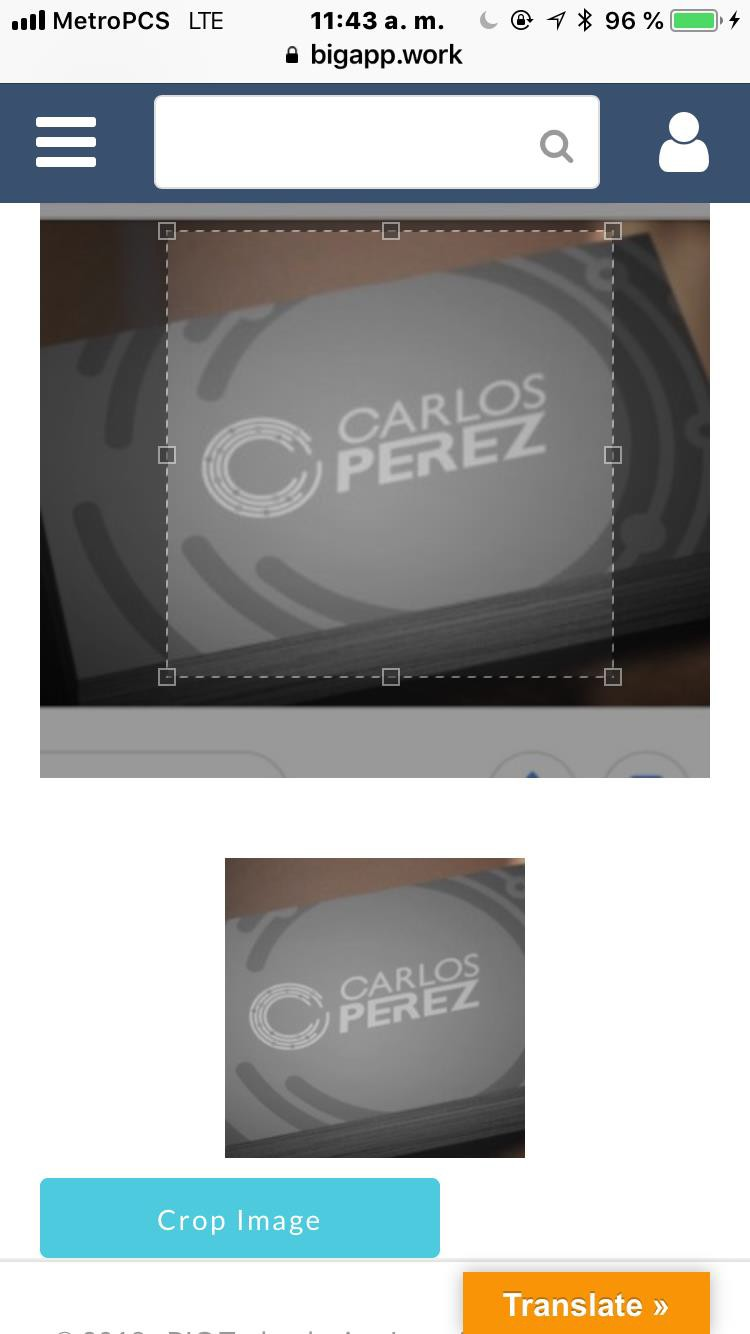 MetroPCS LTE 11:43 a. m. 96 %
bigapp.work
CARLOS
PEREZ
CARLOS
PEREZ
Crop Image
Translate »